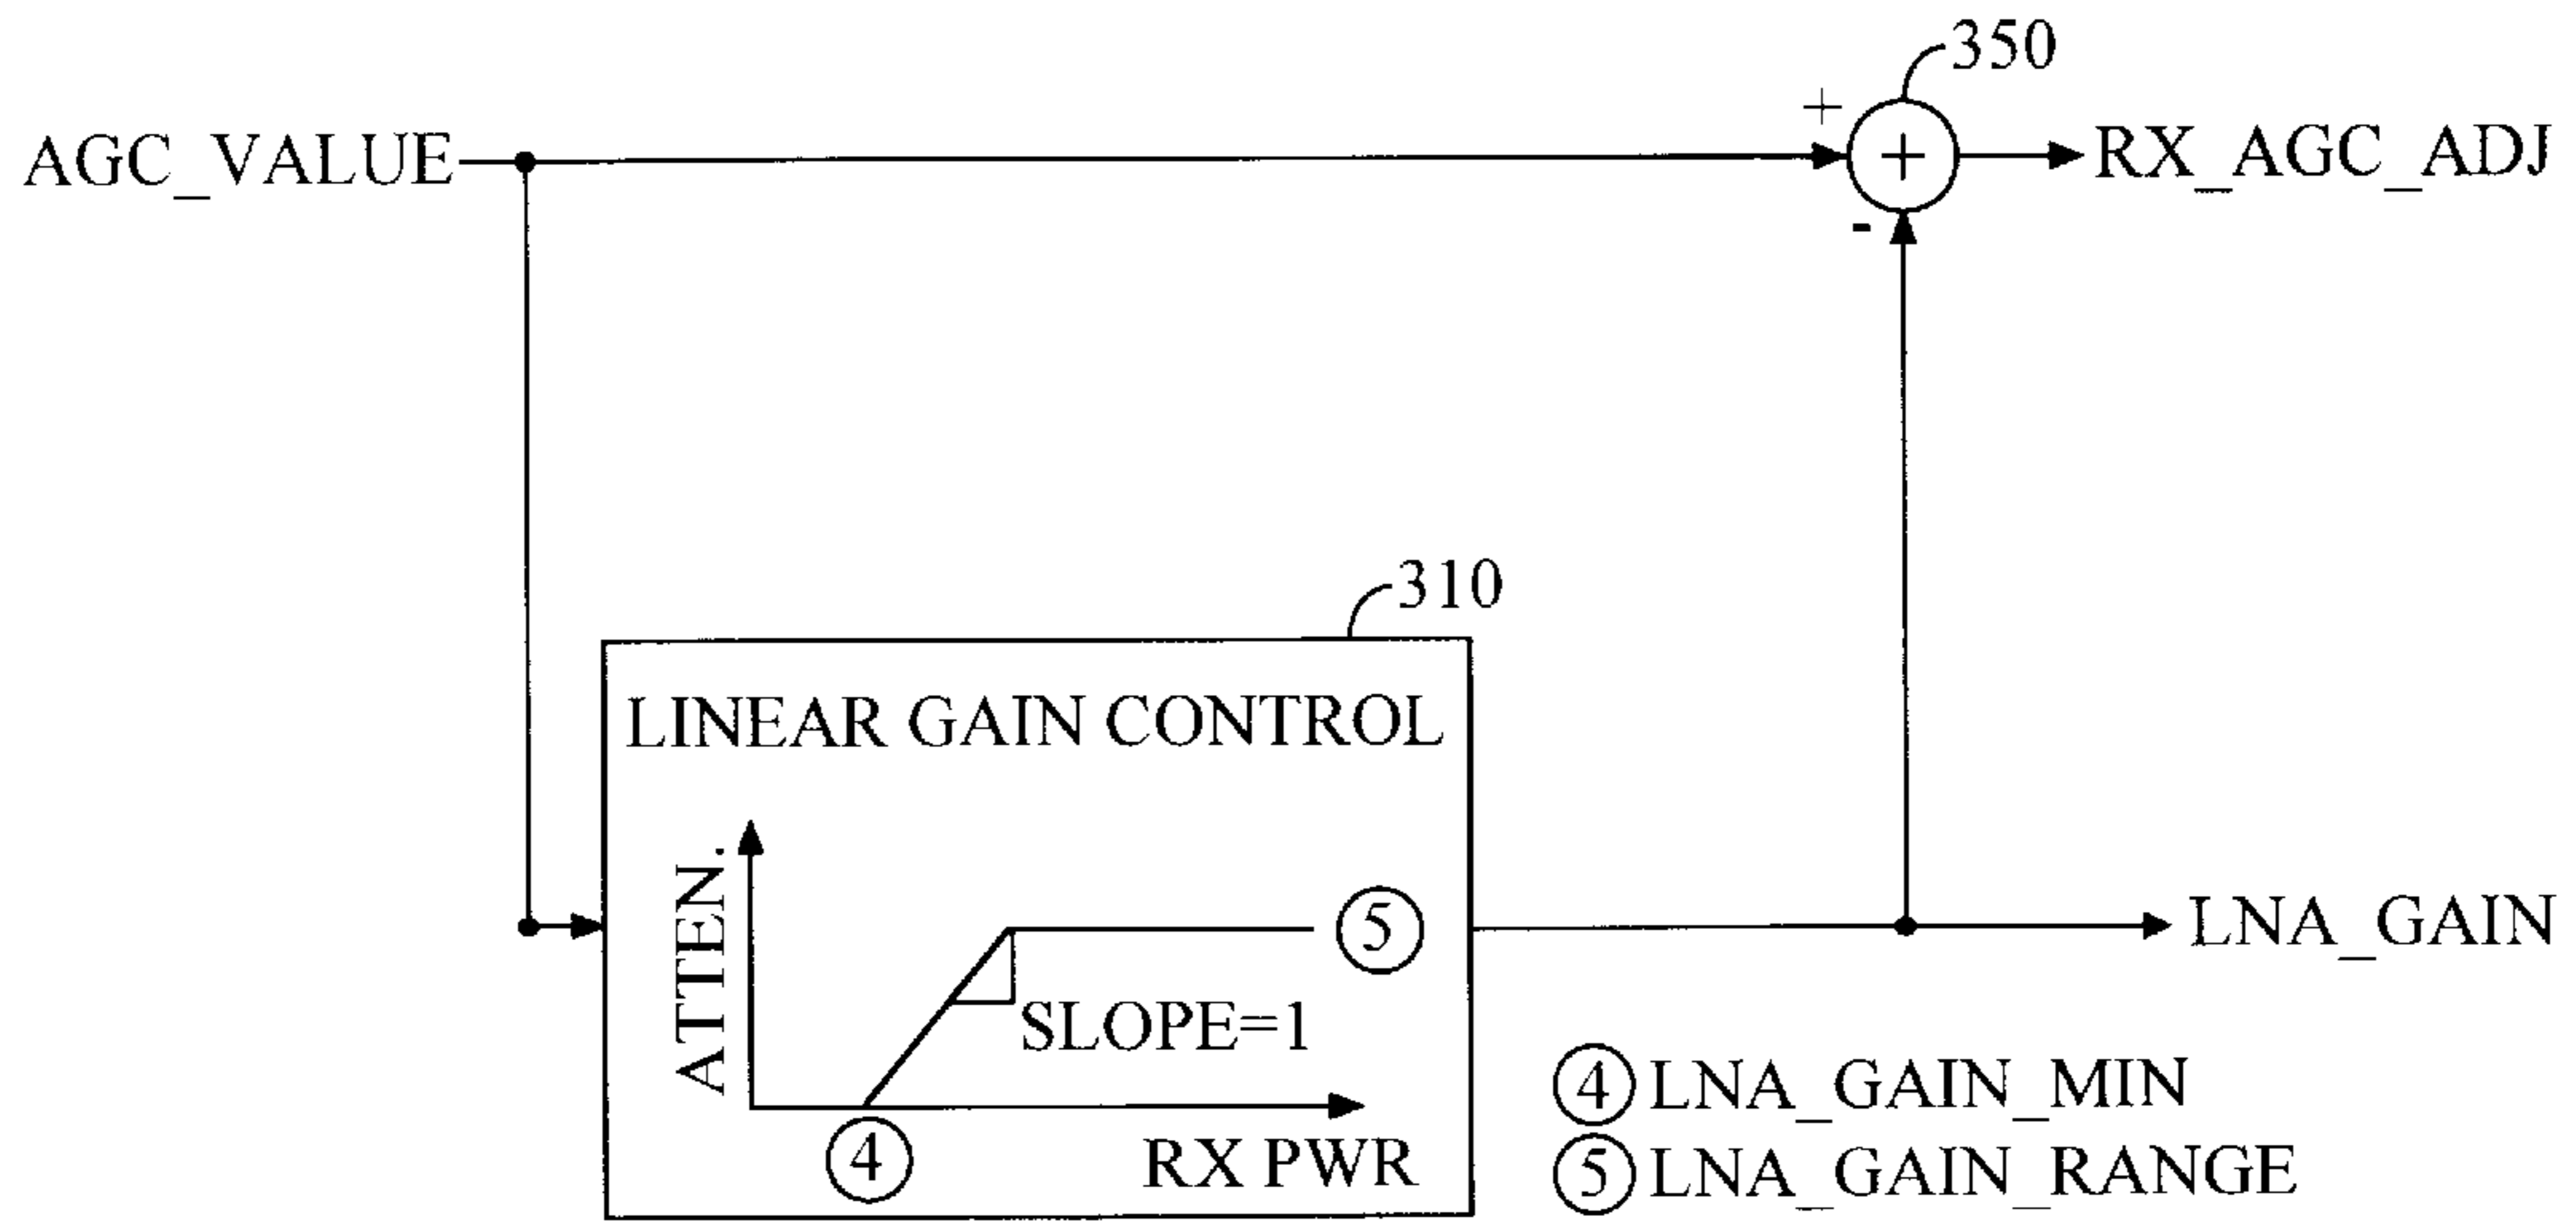 350
+
AGC_VALUE
+
RX_AGC_ADJ
-
310
LINEAR GAIN CONTROL
ATTEN.
5
LNA_GAIN
SLOPE=1
4
RX PWR
4 LNA_GAIN_MIN
5 LNA_GAIN_RANGE